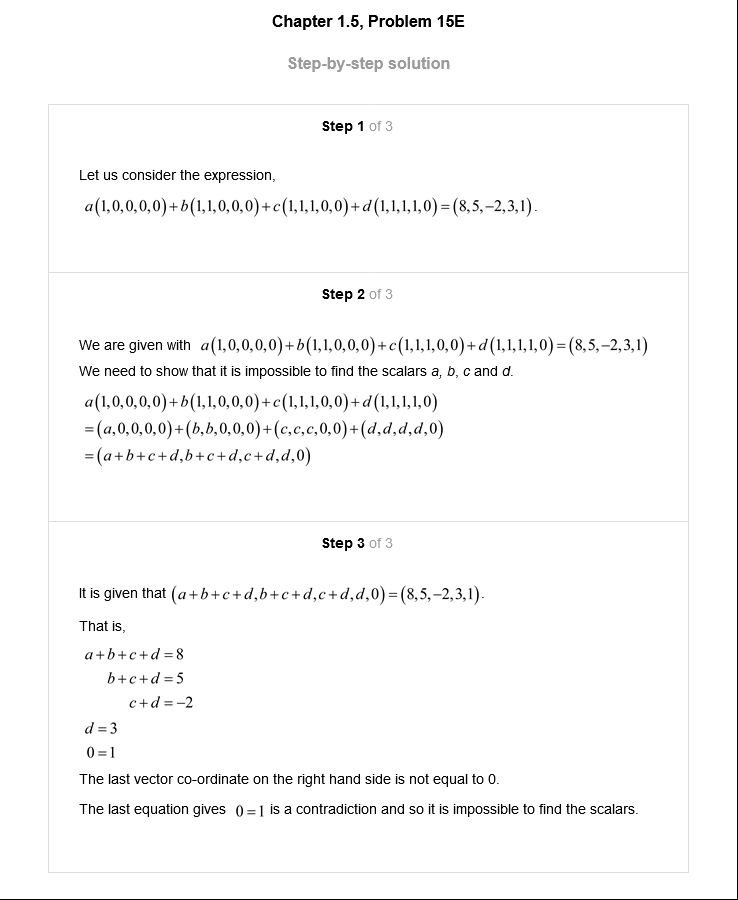 Chapter 1.5, Problem 15E
Step-by-step solution
Step 1 of 3
Let us consider the expression,
a(1,0,0,0,0)+b(1,1,0,0,0)+c(1,1,1,0,0)+d(1,1,1,1,0)=(8,5,−2,3,1).
Step 2 of 3
We are given with a(1,0,0,0,0)+b(1,1,0,0,0)+c(1,1,1,0,0)+d(1,1,1,1,0)=(8,5,−2,3,1)
We need to show that it is impossible to find the scalars a, b, c and d.
a(1,0,0,0,0)+b(1,1,0,0,0)+c(1,1,1,0,0)+d(1,1,1,1,0)
=(a,0,0,0,0)+(b,b,0,0,0)+(c,c,c,0,0)+(d,d,d,d,0)
=(a+b+c+d,b+c+d,c+d,d,0)
Step 3 of 3
It is given that (a+b+c+d,b+c+d,c+d,d,0)=(8,5,−2,3,1).
That is,
a+b+c+d=8
b+c+d=5
c+d=−2
d=3
0=1
The last vector co-ordinate on the right hand side is not equal to 0.
The last equation gives 0=1 is a contradiction and so it is impossible to find the scalars.